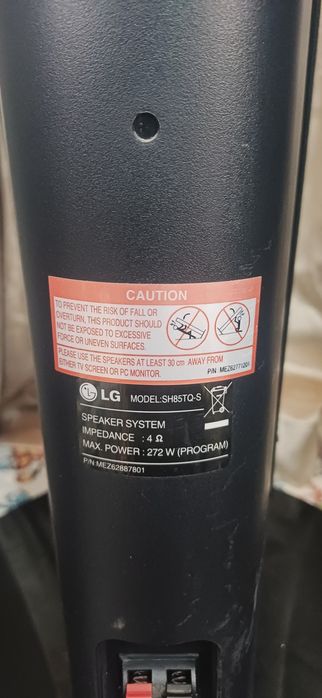 CAUTION
TO PREVENT THE RISK OF FALL OR
OVERTURN, THIS PRODUCT SHOULD
NOT BE EXPOSED TO EXCESSIVE
FORCE OR UNEVEN SURFACES.
PLEASE USE THE SPEAKERS AT LEAST 30 cm AWAY FROM
EITHER TV SCREEN OR PC MONITOR.
P/N MEZ62771201
LG MODEL:SH85TQ-S
SPEAKER SYSTEM
IMPEDANCE : 4 Ω
MAX. POWER : 272 W (PROGRAM)
P/N:MEZ62887801